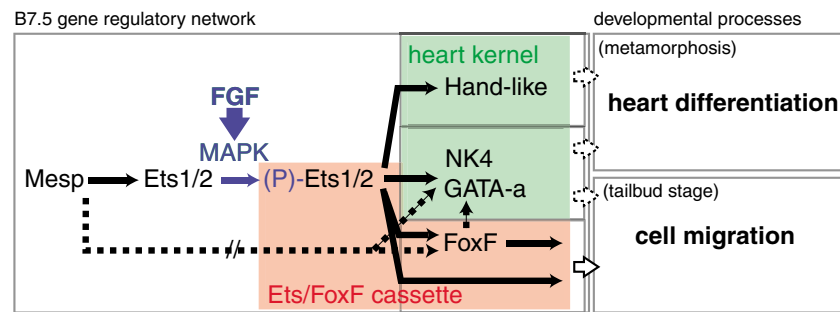 B7.5 gene regulatory network
developmental processes
heart kernel
(metamorphosis)
Hand-like
heart differentiation
FGF
MAPK
NK4
Mesp
Ets1/2
(P)-Ets1/2
GATA-a
(tailbud stage)
FoxF
cell migration
//
Ets/FoxF cassette